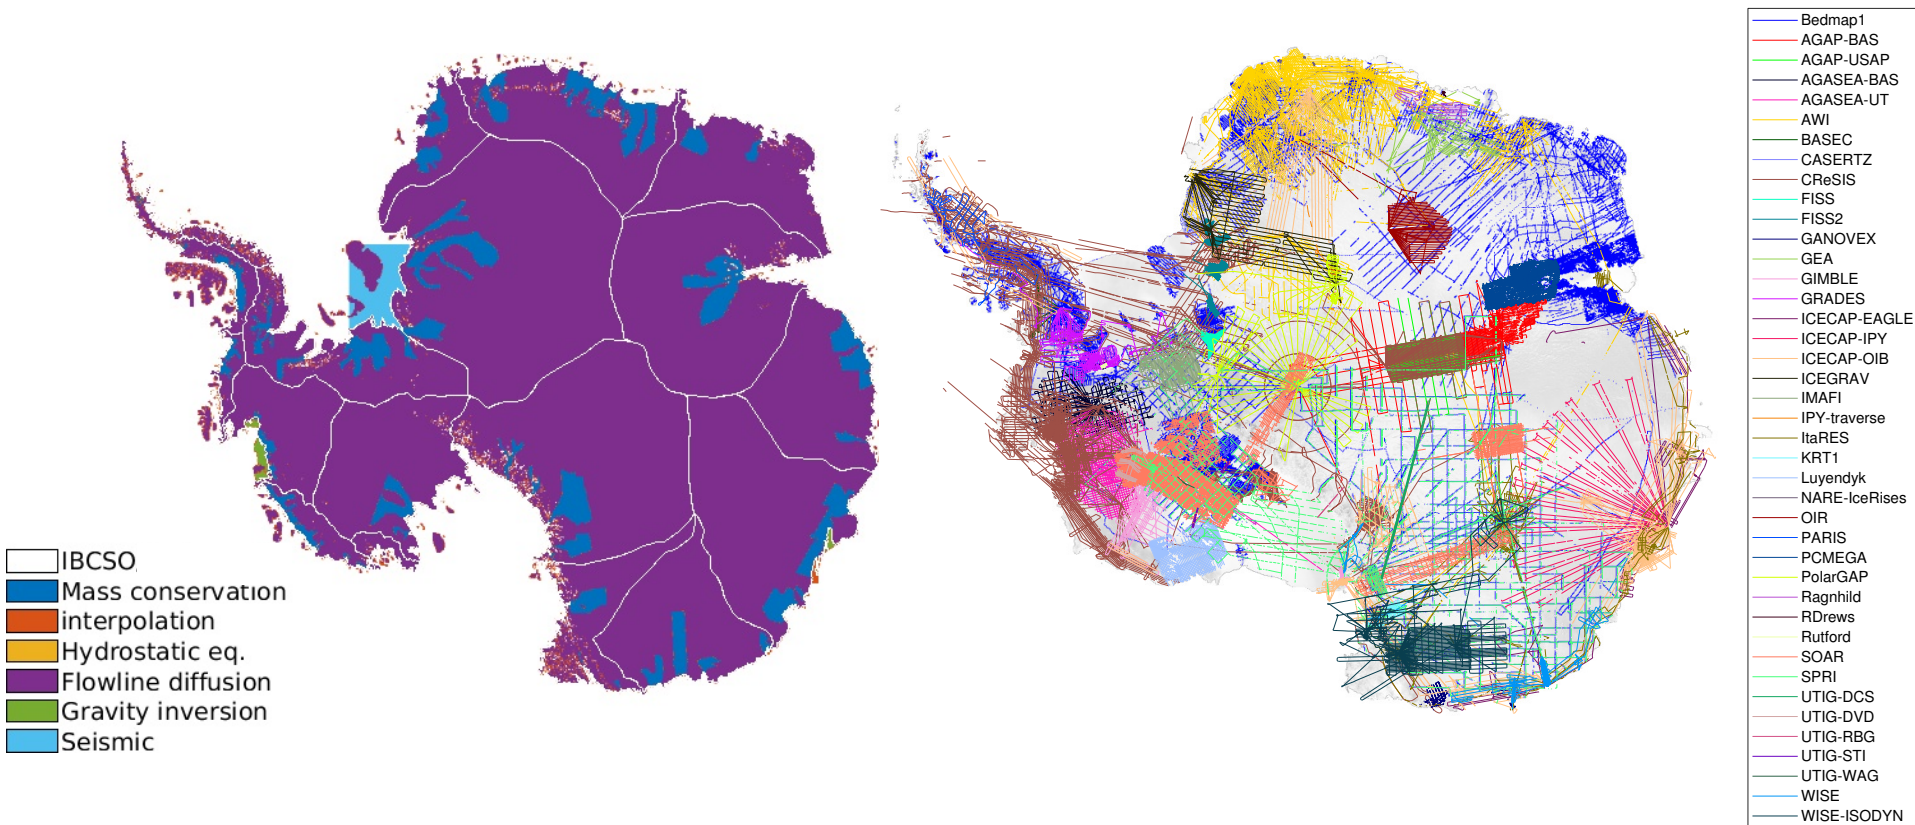 IBCSO
Mass conservation
interpolation
Hydrostatic eq.
Flowline diffusion
Gravity inversion
Seismic
Bedmap1
AGAP-BAS
AGAP-USAP
AGASEA-BAS
AGASEA-UT
AWI
BASEC
CASERTZ
CReSIS
FISS
FISS2
GANOVEX
GEA
GIMBLE
GRADES
ICECAP-EAGLE
ICECAP-IPY
ICECAP-OIB
ICEGRAV
IMAFI
IPY-traverse
ItaRES
KRT1
Luyendyk
NARE-IceRises
OIR
PARIS
PCMEGA
PolarGAP
Ragnhild
RDrews
Rutford
SOAR
SPRI
UTIG-DCS
UTIG-DVD
UTIG-RBG
UTIG-STI
UTIG-WAG
WISE
WISE-ISODYN